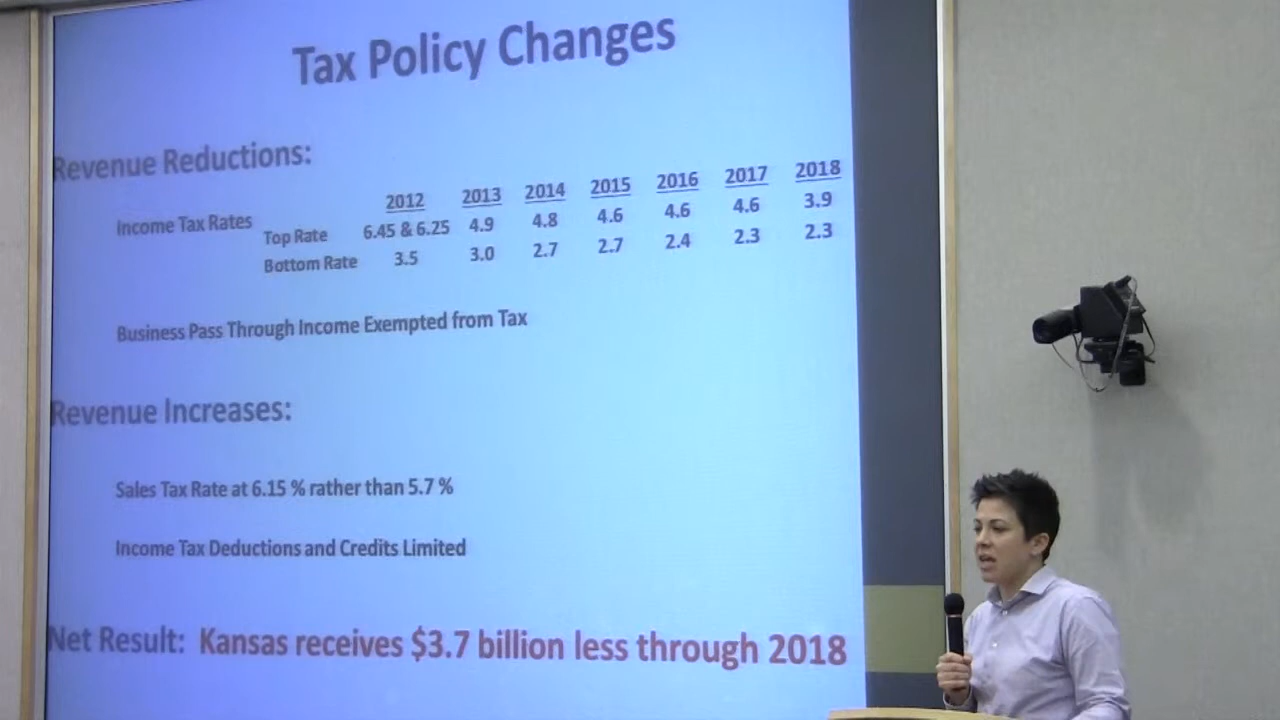 Tax Policy Changes
Revenue Reductions:
2012 2013 2014 2015 2016 2017 2018
Income Tax Rates
Top Rate 6.45 & 6.25 4.9 4.8 4.6 4.6 4.6 3.9
Bottom Rate 3.5 3.0 2.7 2.7 2.4 2.3 2.3
Business Pass Through Income Exempted from Tax
Revenue Increases:
Sales Tax Rate at 6.15 % rather than 5.7 %
Income Tax Deductions and Credits Limited
Net Result: Kansas receives $3.7 billion less through 2018